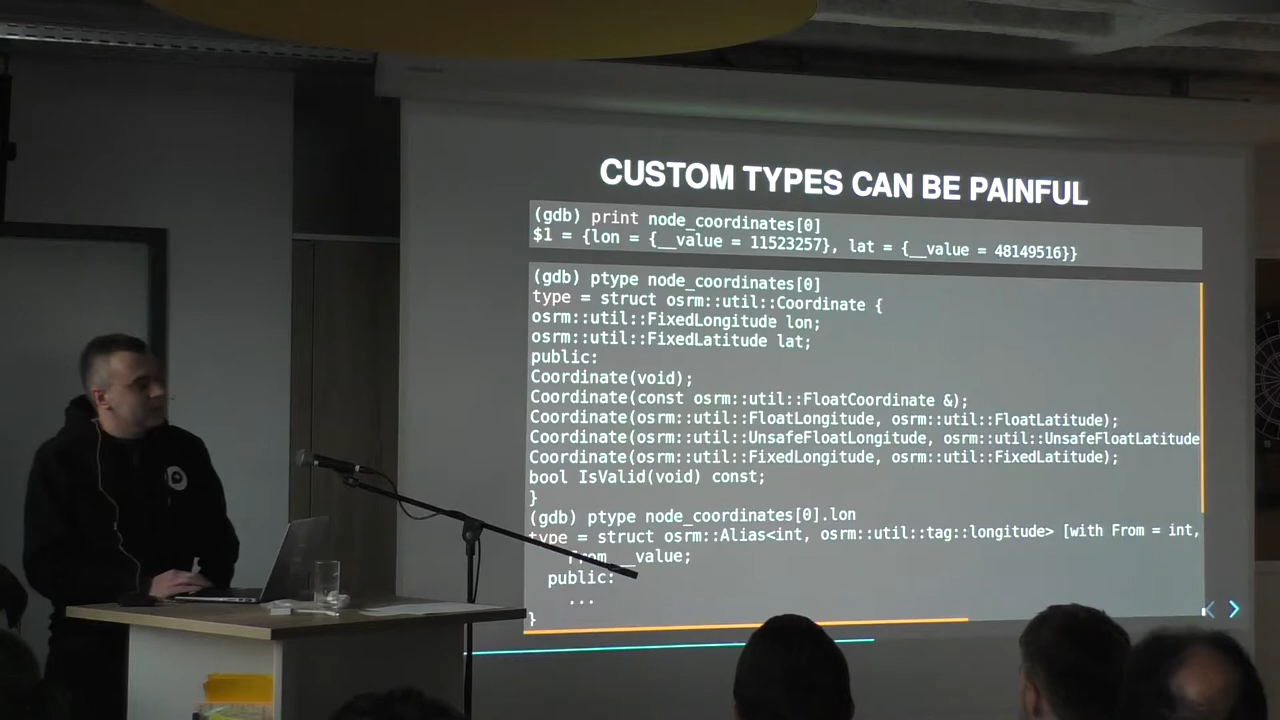 CUSTOM TYPES CAN BE PAINFUL
(gdb) print node_coordinates[0]
$1 = {lon = {__value = 11523257}, lat = {__value = 48149516}}
(gdb) ptype node_coordinates[0]
type = struct osrm::util::Coordinate {
osrm::util::FixedLongitude lon;
osrm::util::FixedLatitude lat;
public:
Coordinate(void);
Coordinate(const osrm::util::FloatCoordinate &);
Coordinate(osrm::util::FloatLongitude, osrm::util::FloatLatitude);
Coordinate(osrm::util::UnsafeFloatLongitude, osrm::util::UnsafeFloatLatitude
Coordinate(osrm::util::FixedLongitude, osrm::util::FixedLatitude);
bool IsValid(void) const;
}
(gdb) ptype node_coordinates[0].lon
type = struct osrm::Alias<int, osrm::util::tag::longitude> [with From = int,
From __value;
public:
...
}